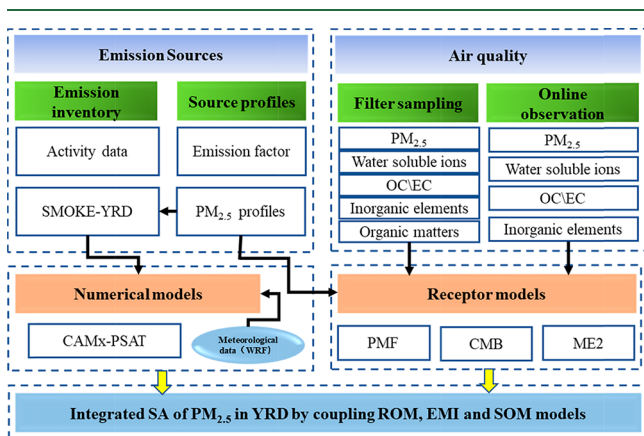 Emission Sources
Emission
inventory
Source profiles
Activity data
Emission factor
SMOKE-YRD
PM2.5 profiles
Air quality
Filter sampling
Online
observation
PM2.5
Water soluble ions
OC\EC
Inorganic elements
Organic matters
PM2.5
Water soluble ions
OC\EC
Inorganic elements
Numerical models
CAMx-PSAT
Meteorological
data（WRF）
Receptor models
PMF
CMB
ME2
Integrated SA of PM2.5 in YRD by coupling ROM, EMI and SOM models